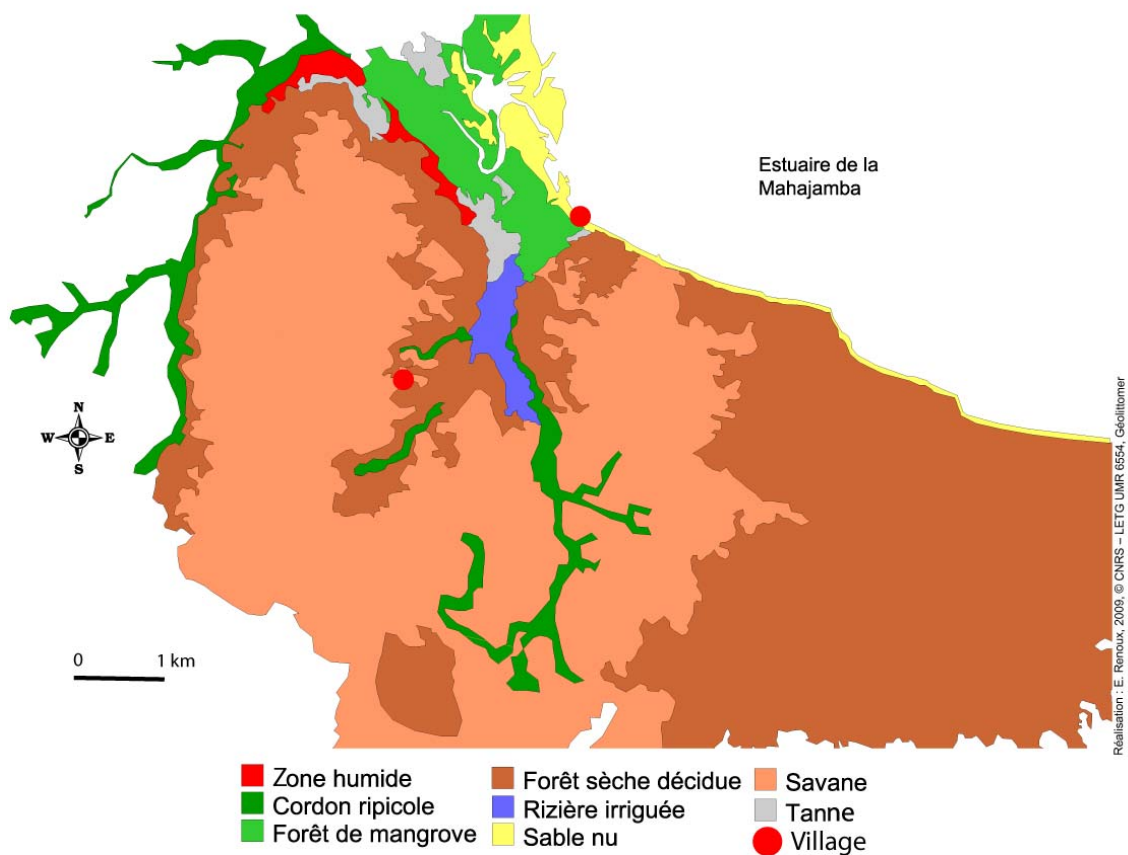 Estuaire de la
Mahajamba
N
W E
S
0 1 km
Réalisation : E. Renoux, 2009, © CNRS – LETG UMR 6554, Géolittomer
Zone humide
Cordon ripicole
Forêt de mangrove
Forêt sèche décidue
Rizière irriguée
Sable nu
Savane
Tanne
Village